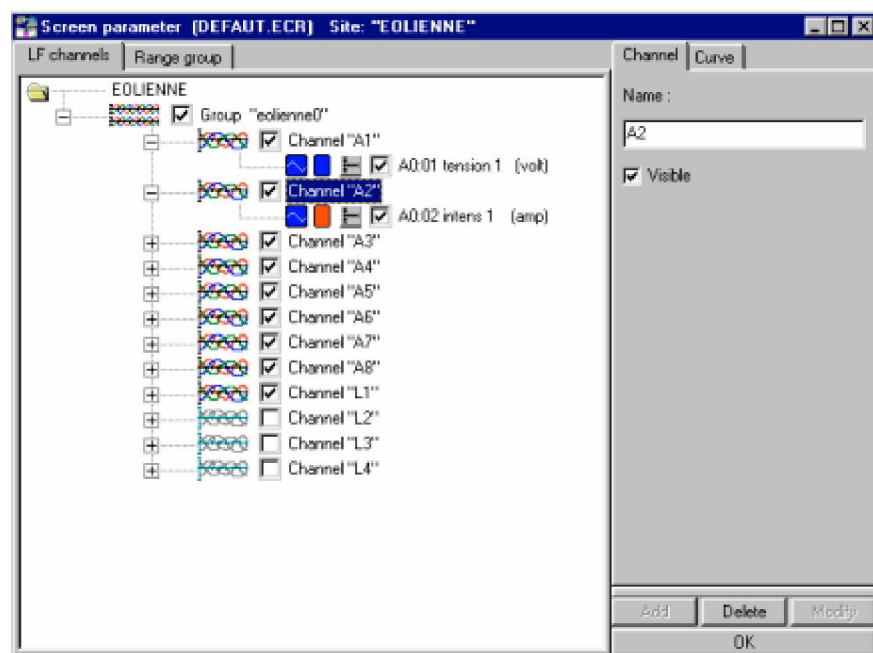 Screen parameter (DEFAUT.ECR) Site: "EOLIENNE"
LF channels Range group
Channel Curve
EOLIENNE
Group "eolienne0"
Channel "A1"
A0:01 tension 1 (volt)
Channel "A2"
A0:02 intens 1 (amp)
Channel "A3"
Channel "A4"
Channel "A5"
Channel "A6"
Channel "A7"
Channel "A8"
Channel "L1"
Channel "L2"
Channel "L3"
Channel "L4"
Name :
A2
Visible
Add Delete Modify
OK